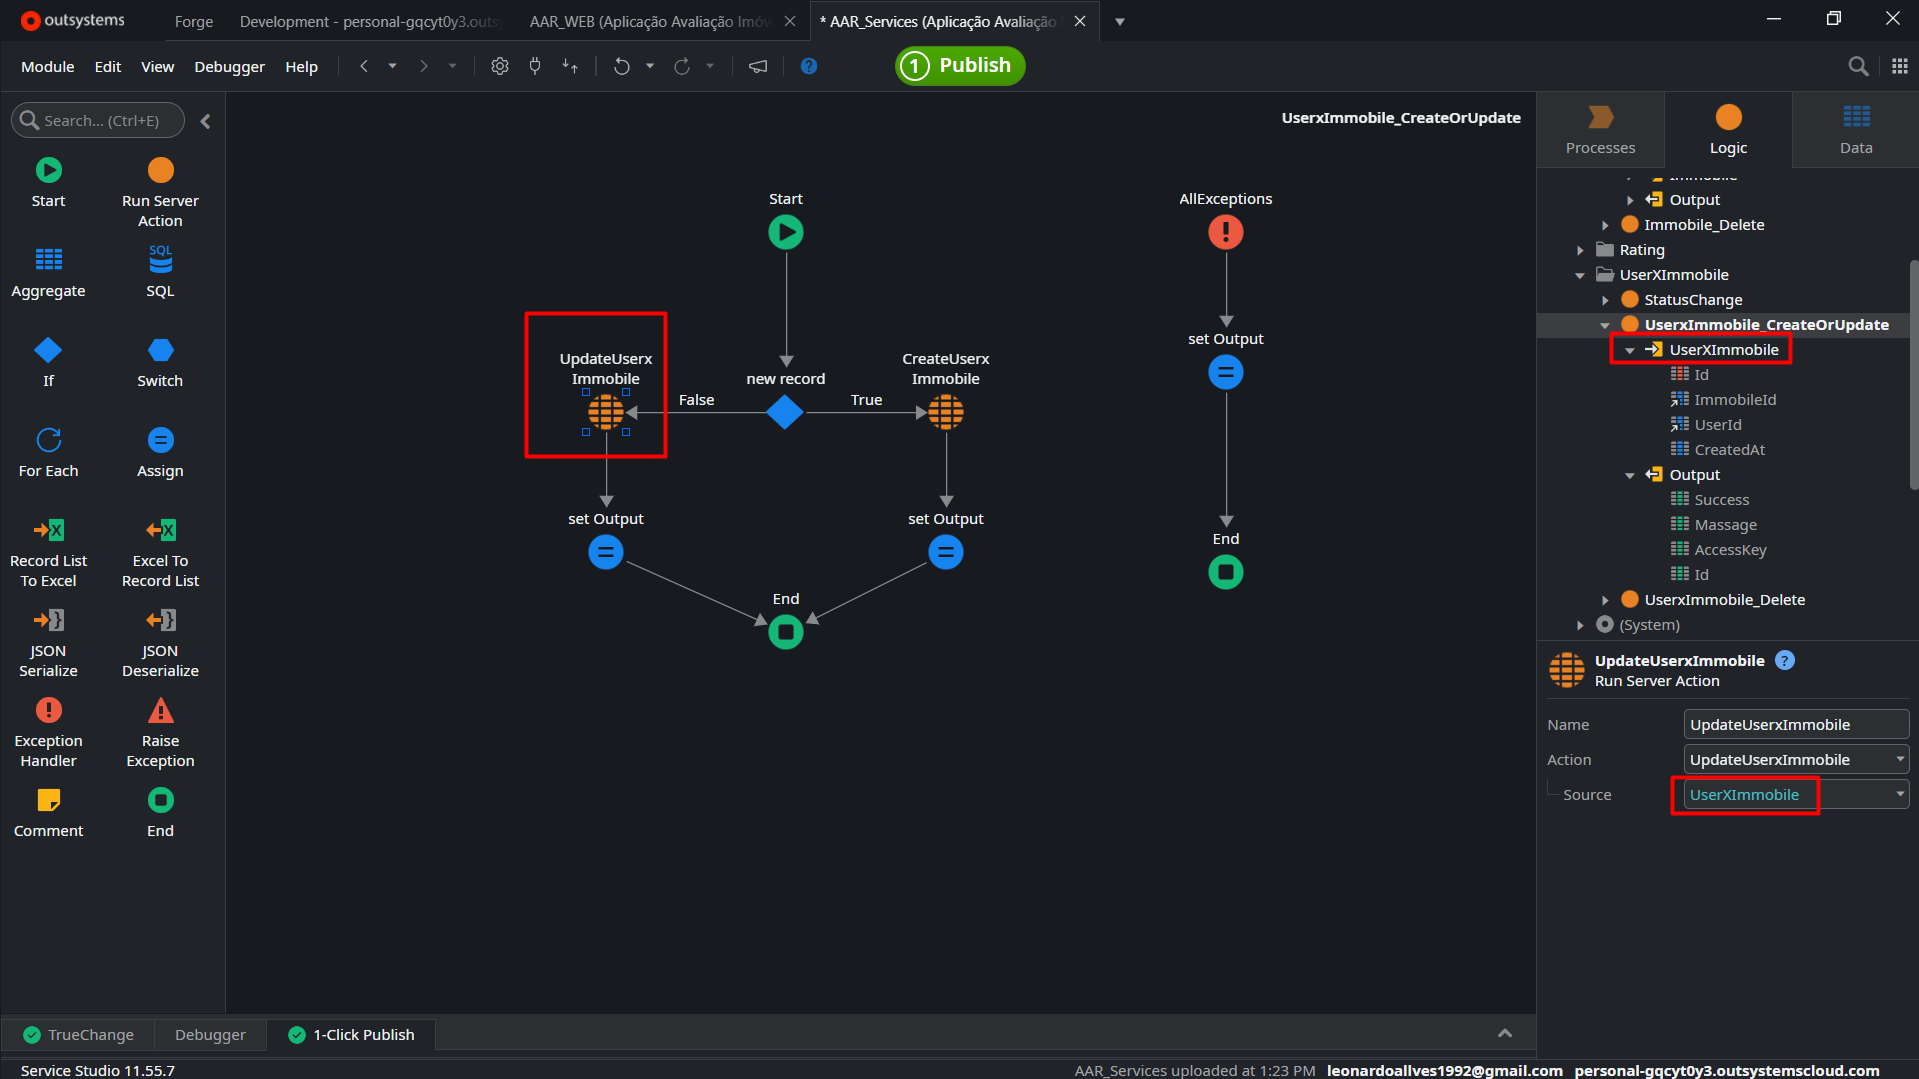 outsystems
Forge
Development - personal-gqcyt0y3.outs
AAR_WEB (Aplicação Avaliação Imóv
* AAR_Services (Aplicação Avaliação
Module
Edit
View
Debugger
Help
1
Publish
Search... (Ctrl+E)
Start
Run Server
Action
Aggregate
SQL
SQL
If
Switch
For Each
Assign
Record List
To Excel
Excel To
Record List
JSON
Serialize
JSON
Deserialize
Exception
Handler
Raise
Exception
Comment
End
UserxImmobile_CreateOrUpdate
Start
AllExceptions
set Output
UpdateUserx
Immobile
new record
CreateUserx
Immobile
False
True
set Output
set Output
End
End
Processes
Logic
Data
Immobile
Output
Immobile_Delete
Rating
UserXImmobile
StatusChange
UserxImmobile_CreateOrUpdate
UserXImmobile
Id
ImmobileId
UserId
CreatedAt
Output
Success
Massage
AccessKey
Id
UserxImmobile_Delete
(System)
UpdateUserxImmobile
?
Run Server Action
Name
UpdateUserxImmobile
Action
UpdateUserxImmobile
Source
UserXImmobile
TrueChange
Debugger
1-Click Publish
Service Studio 11.55.7
AAR_Services uploaded at 1:23 PM
leonardoallves1992@gmail.com
personal-gqcyt0y3.outsystemscloud.com